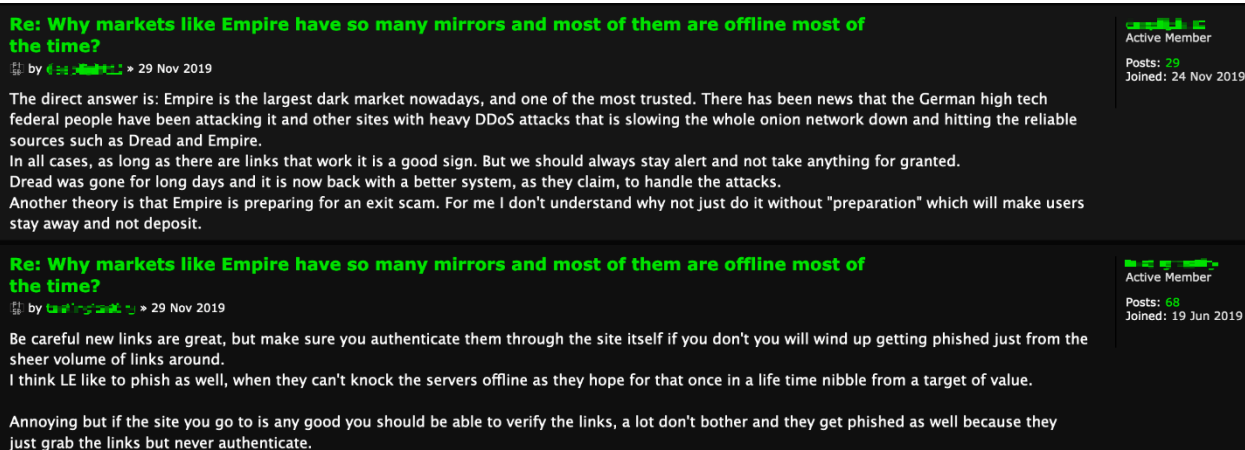 Re: Why markets like Empire have so many mirrors and most of them are offline most of
the time?
by » 29 Nov 2019
Active Member
Posts: 29
Joined: 24 Nov 2019
The direct answer is: Empire is the largest dark market nowadays, and one of the most trusted. There has been news that the German high tech
federal people have been attacking it and other sites with heavy DDoS attacks that is slowing the whole onion network down and hitting the reliable
sources such as Dread and Empire.
In all cases, as long as there are links that work it is a good sign. But we should always stay alert and not take anything for granted.
Dread was gone for long days and it is now back with a better system, as they claim, to handle the attacks.
Another theory is that Empire is preparing for an exit scam. For me I don't understand why not just do it without "preparation" which will make users
stay away and not deposit.
Re: Why markets like Empire have so many mirrors and most of them are offline most of
the time?
by » 29 Nov 2019
Active Member
Posts: 68
Joined: 19 Jun 2019
Be careful new links are great, but make sure you authenticate them through the site itself if you don't you will wind up getting phished just from the
sheer volume of links around.
I think LE like to phish as well, when they can't knock the servers offline as they hope for that once in a life time nibble from a target of value.
Annoying but if the site you go to is any good you should be able to verify the links, a lot don't bother and they get phished as well because they
just grab the links but never authenticate.